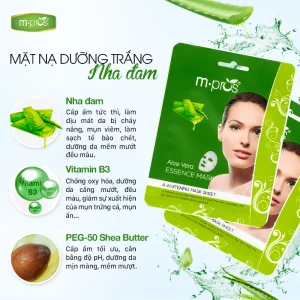 m·pros
MẶT NẠ DƯỠNG TRẮNG
Nha đam
Nha đam
Cấp ẩm tức thì, làm
dịu mát da bị cháy
nắng, mụn viêm, làm
sạch tế bào chết,
dưỡng da mềm mướt
đều màu.
Vitamin B3
Chống oxy hóa, dưỡng
da căng mướt, đều
màu, giảm sự xuất hiện
của mụn trứng cá, mụn
ẩn...
Vitamin
B3
PEG-50 Shea Butter
Cấp ẩm tối ưu, cân
bằng độ pH, dưỡng da
mịn màng, mềm mượt.
m·pros
Aloe Vera
ESSENCE MASK
& WHITENING MASK SHEET
MASK SHEET